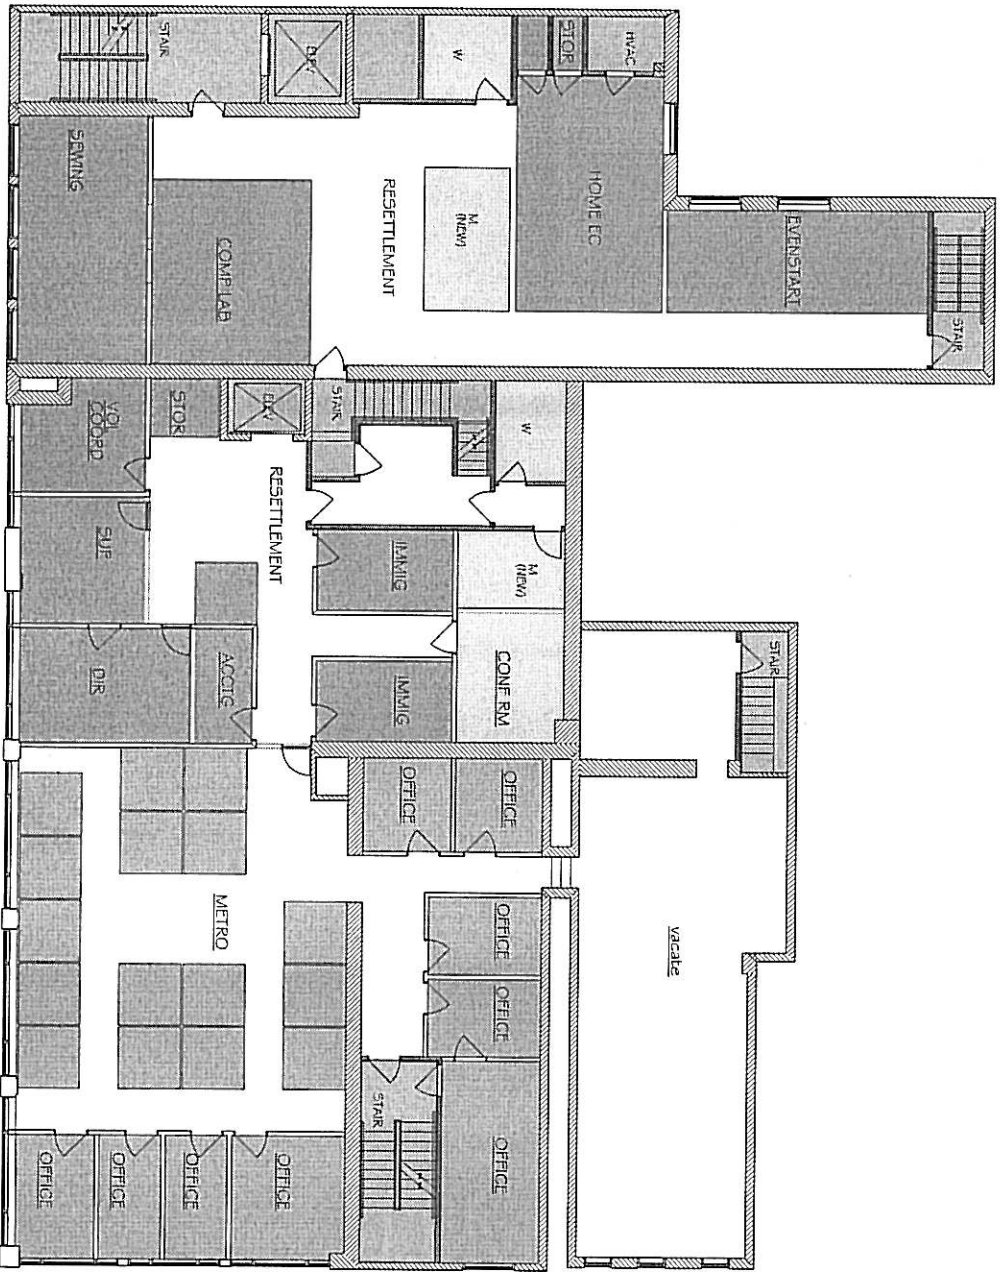 STAIR
ELEV
W
STOR
HVAC
SEWING
COMP LAB
RESETTLEMENT
M
(NEW)
HOME EC
EVENSTART
STAIR
VOL
COORD
STOR
ELEV
STAIR
W
RESETTLEMENT
SUP
IMMIG
M
(NEW)
DIR
ACCTG
IMMIG
CONF RM
STAIR
OFFICE
OFFICE
METRO
OFFICE
OFFICE
vacate
STAIR
OFFICE
OFFICE
OFFICE
OFFICE
OFFICE